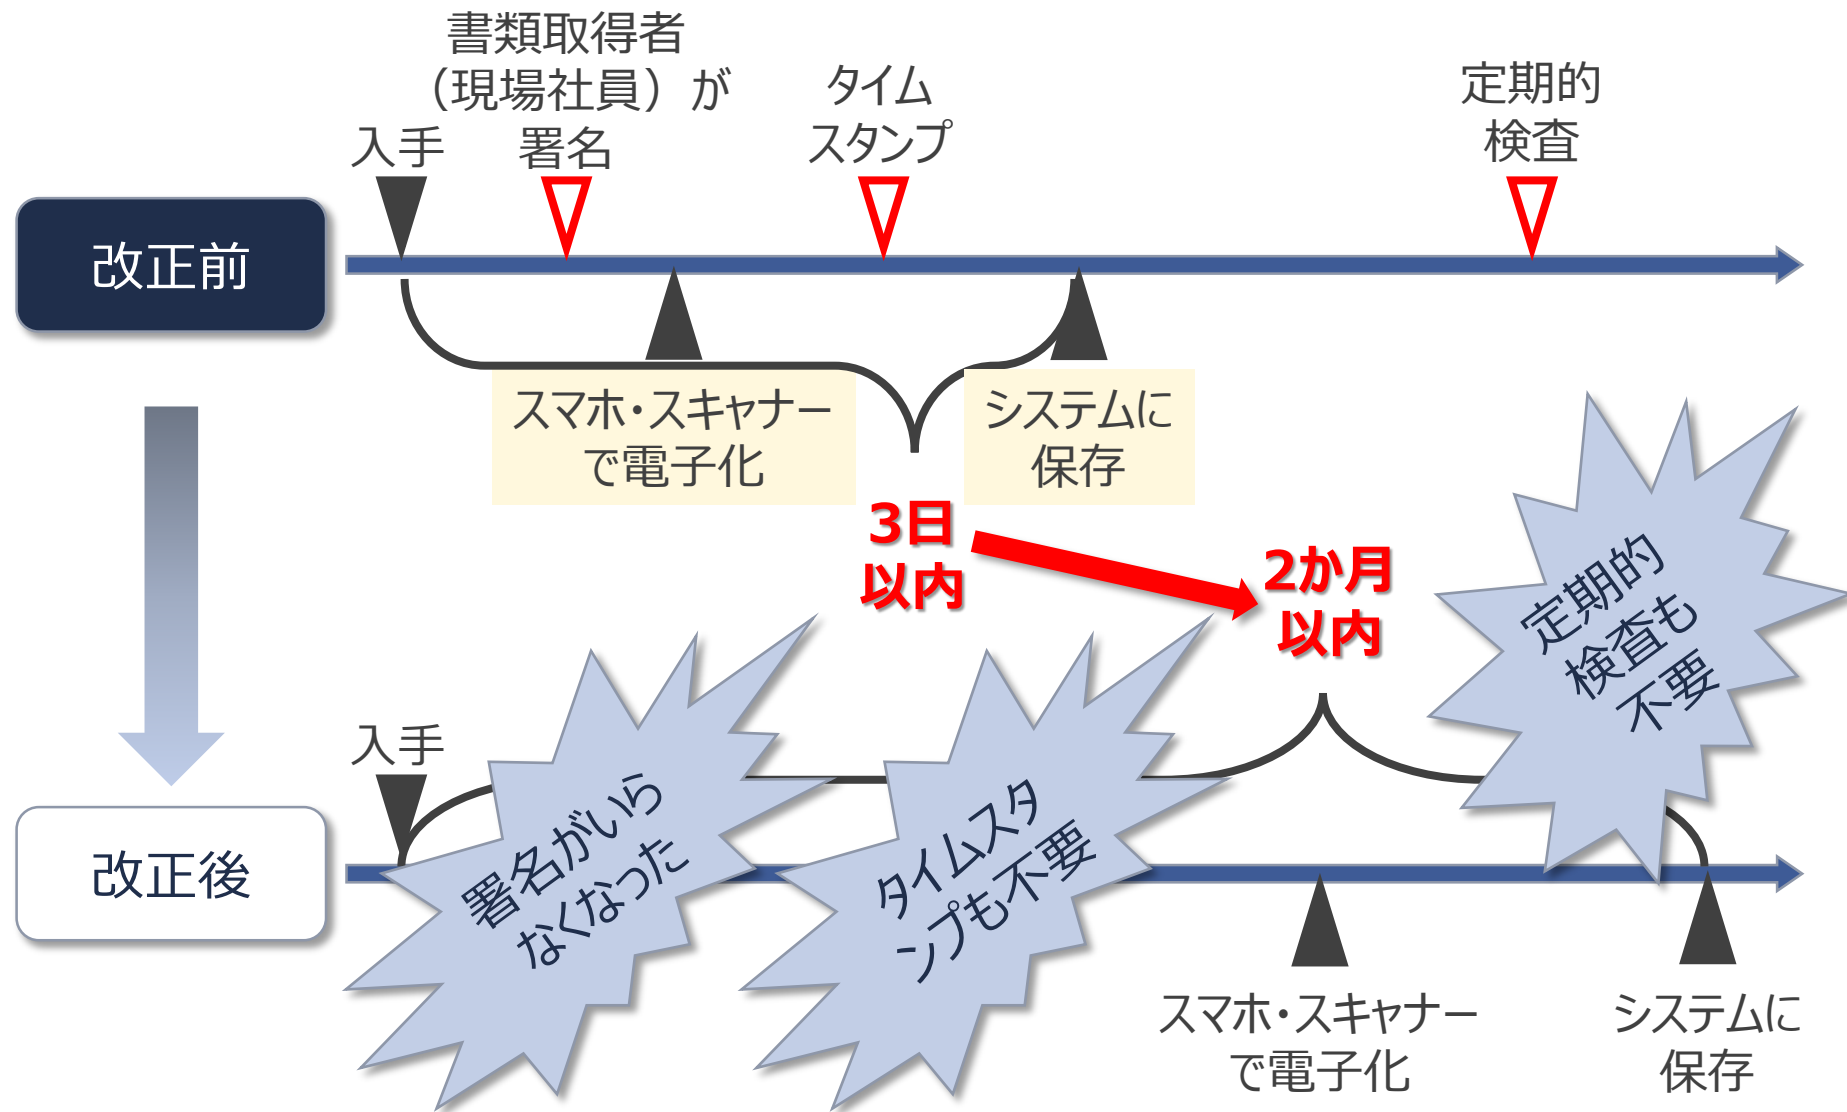 書類取得者
（現場社員）が
署名
入手
タイム
スタンプ
定期的
検査
改正前
スマホ・スキャナー
で電子化
システムに
保存
3日
以内
2か月
以内
定期的
検査も
不要
入手
改正後
署名がいら
なくなった
タイムスタ
ンプも不要
スマホ・スキャナー
で電子化
システムに
保存